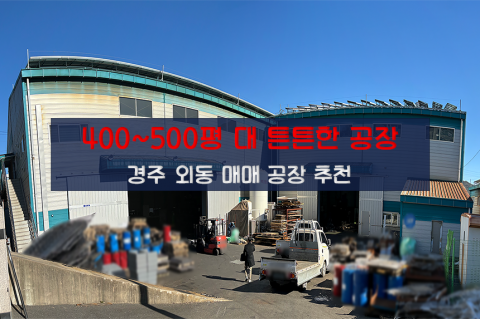 400~500평 대 튼튼한 공장
경주 외동 매매 공장 추천